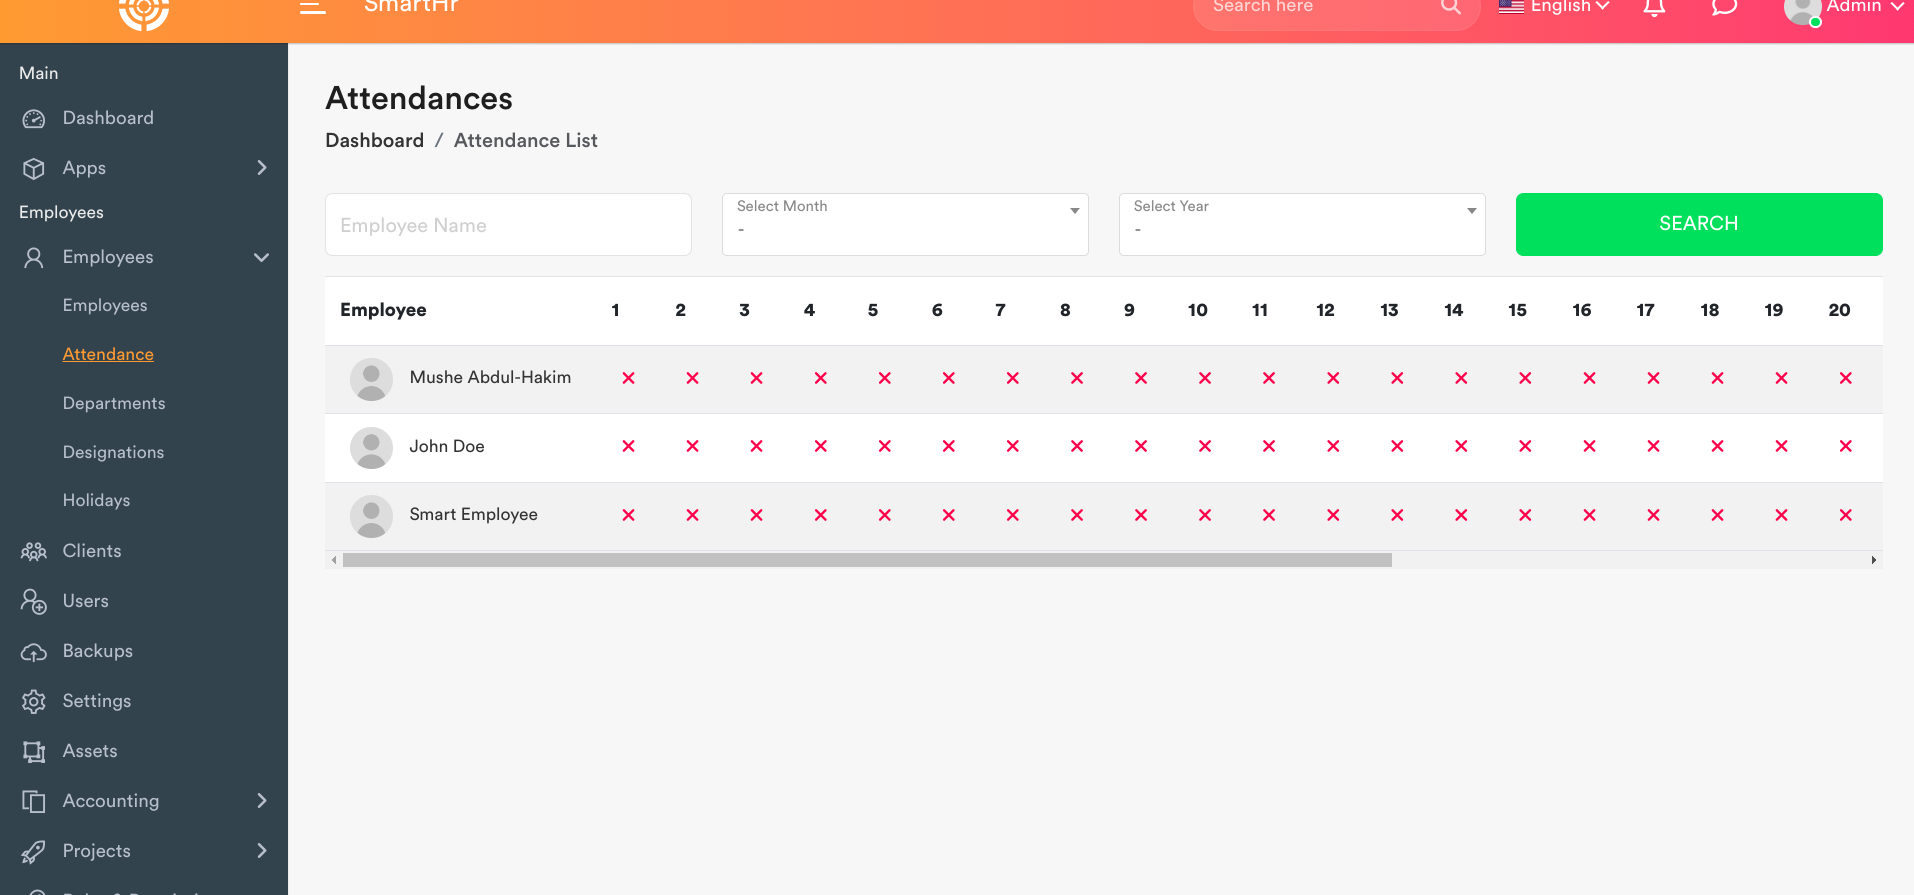 SmartHr
Search here
English
Admin
Main
Dashboard
Apps
Employees
Employees
Employees
Attendance
Departments
Designations
Holidays
Clients
Users
Backups
Settings
Assets
Accounting
Projects
Attendances
Dashboard / Attendance List
Employee Name
Select Month
-
Select Year
-
SEARCH
Employee 1 2 3 4 5 6 7 8 9 10 11 12 13 14 15 16 17 18 19 20
Mushe Abdul-Hakim
John Doe
Smart Employee